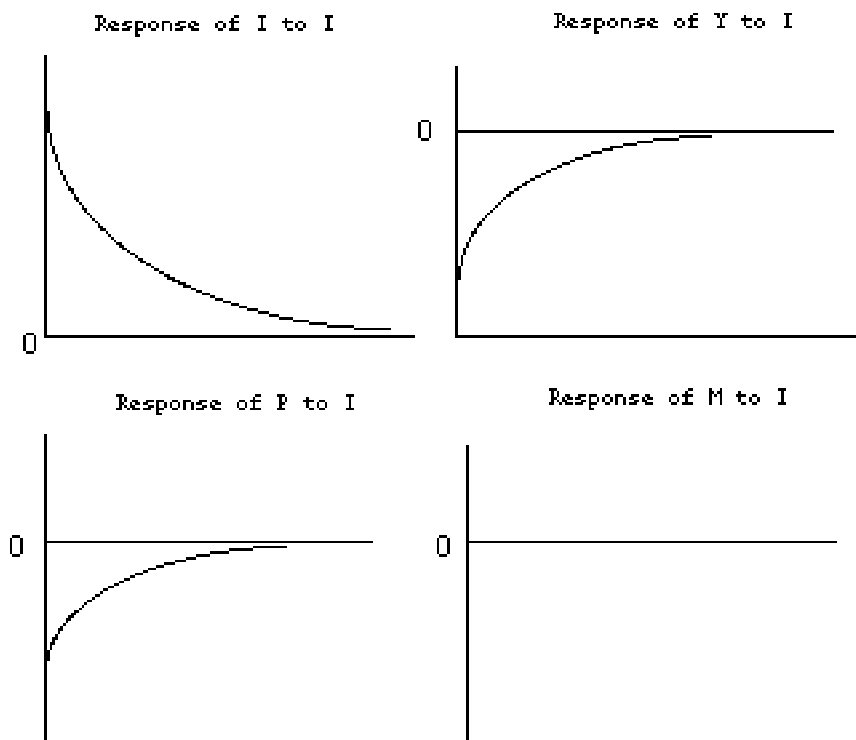 Response of I to I
Response of Y to I
0
0
Response of P to I
Response of M to I
0
0